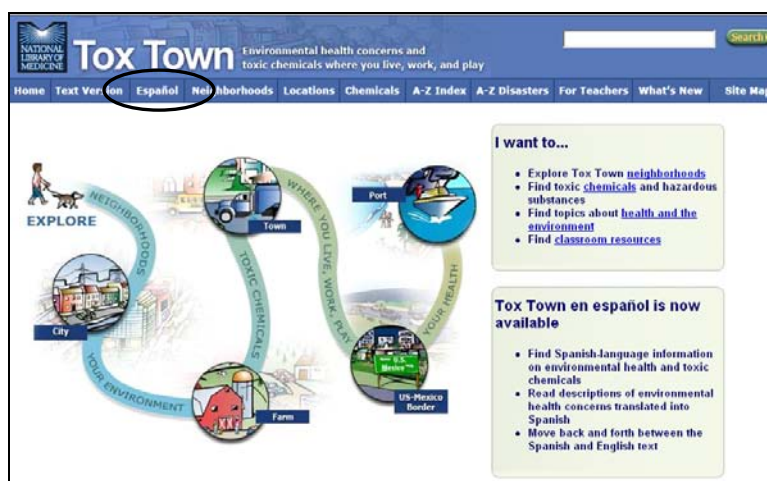 NATIONAL
LIBRARY OF
MEDICINE
Tox Town
Environmental health concerns and
toxic chemicals where you live, work, and play
Search
Home Text Version Español Neighborhoods Locations Chemicals A-Z Index A-Z Disasters For Teachers What's New Site Map
EXPLORE
NEIGHBORHOODS
City
YOUR ENVIRONMENT
Farm
TOXIC CHEMICALS
Town
WHERE YOU LIVE, WORK, PLAY
U.S.
Mexico
US-Mexico
Border
YOUR HEALTH
Port
I want to...
• Explore Tox Town neighborhoods
• Find toxic chemicals and hazardous
substances
• Find topics about health and the
environment
• Find classroom resources
Tox Town en español is now
available
• Find Spanish-language information
on environmental health and toxic
chemicals
• Read descriptions of environmental
health concerns translated into
Spanish
• Move back and forth between the
Spanish and English text